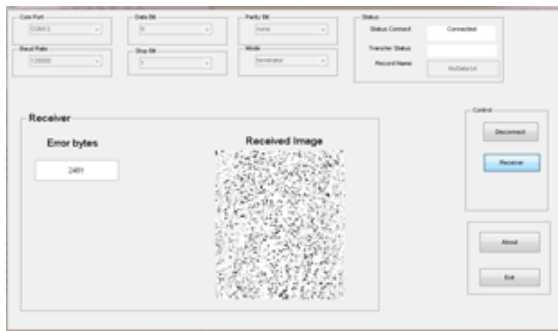 Com Port
COM12
Data Bit
8
Parity Bit
none
Status
Status Connect
Connected
Baud Rate
128000
Stop Bit
1
Mode
terminator
Transfer Status
Record Name
MyData.txt
Receiver
Error bytes
2481
Received Image
Control
Disconnect
Receiver
About
Exit